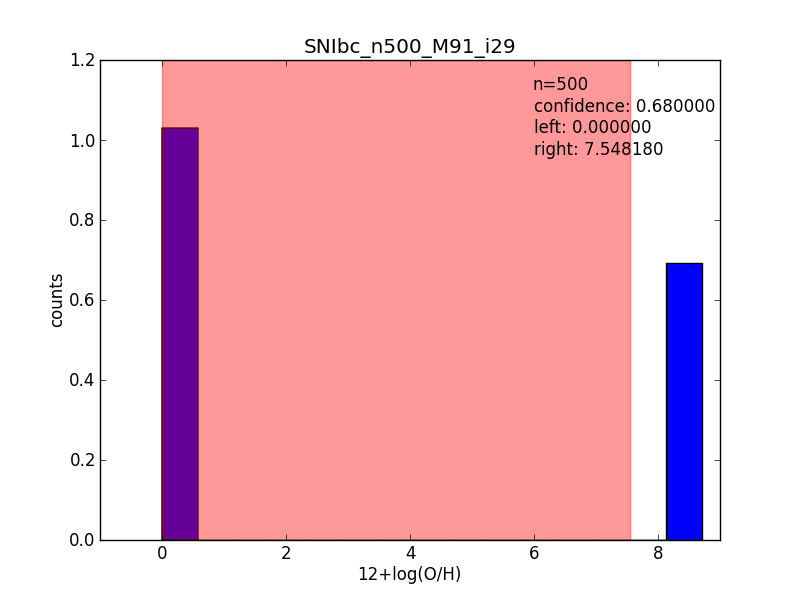 SNIbc_n500_M91_i29
1.2
1.0
0.8
0.6
0.4
0.2
0.0
counts
n=500
confidence: 0.680000
left: 0.000000
right: 7.548180
0 2 4 6 8
12+log(O/H)